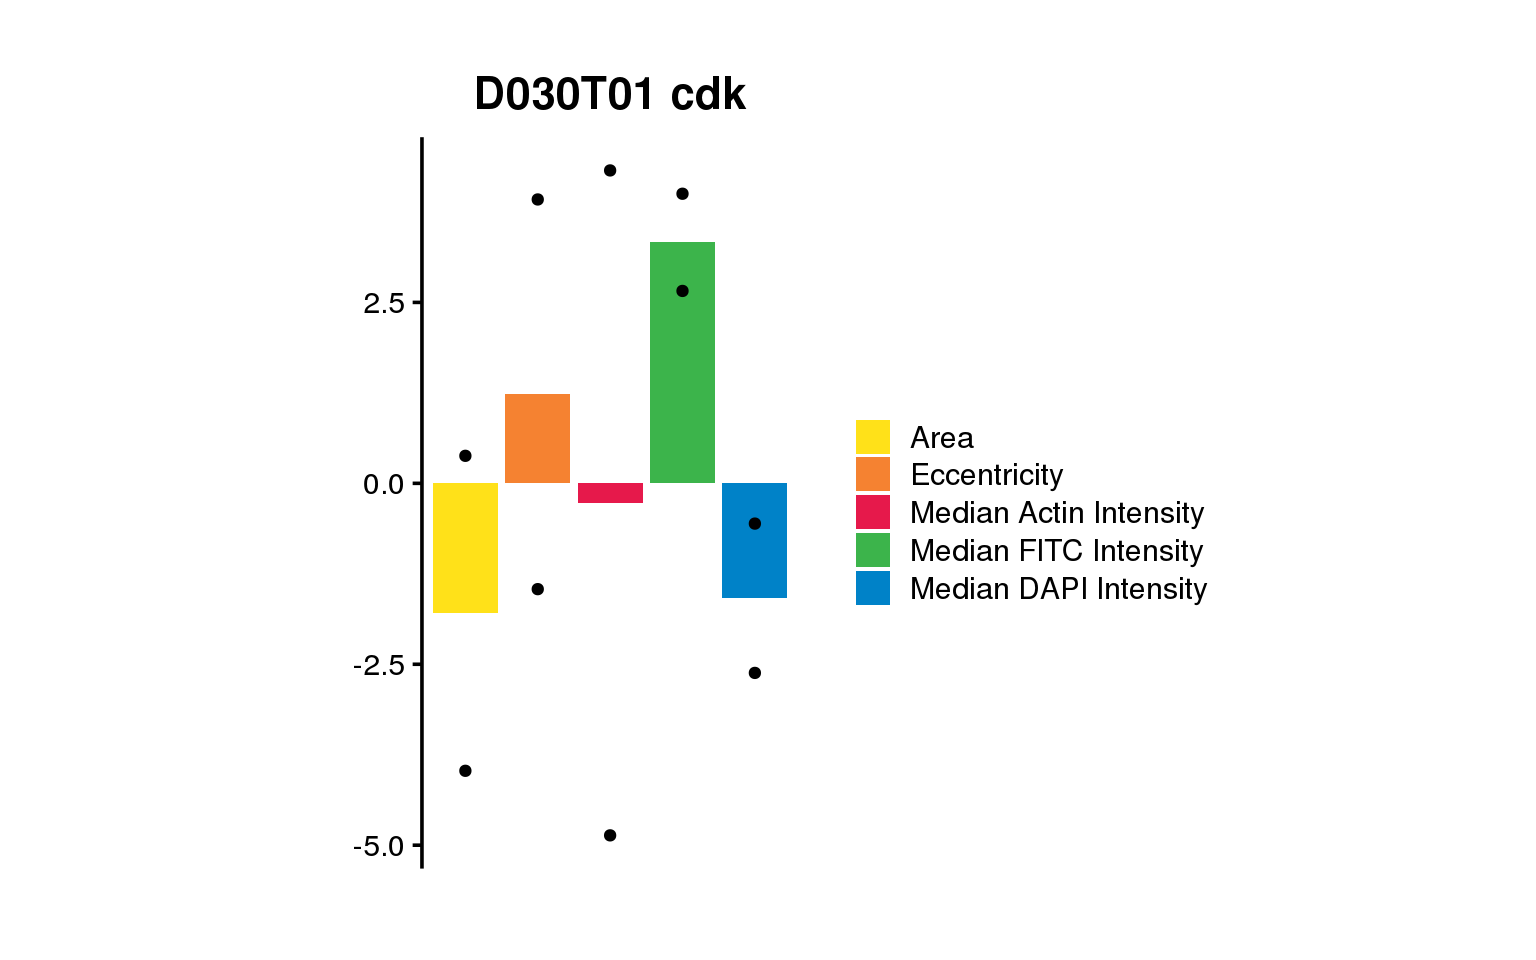 D030T01 cdk
2.5
0.0
-2.5
-5.0
Area
Eccentricity
Median Actin Intensity
Median FITC Intensity
Median DAPI Intensity